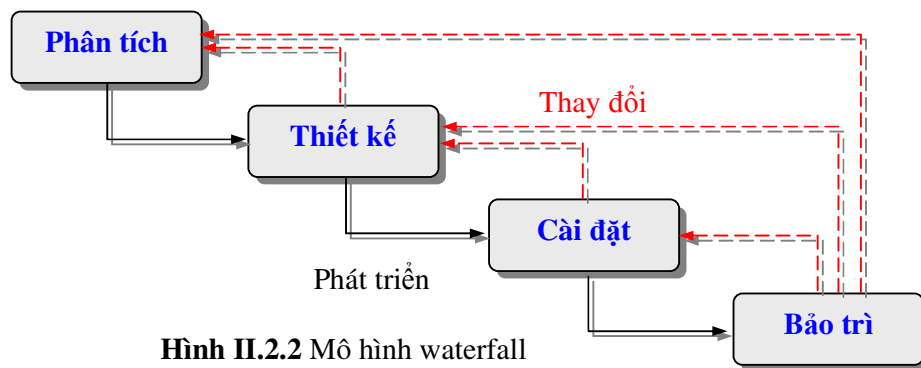 Phân tích
Thay đổi
Thiết kế
Cài đặt
Phát triển
Bảo trì
Hình II.2.2 Mô hình waterfall